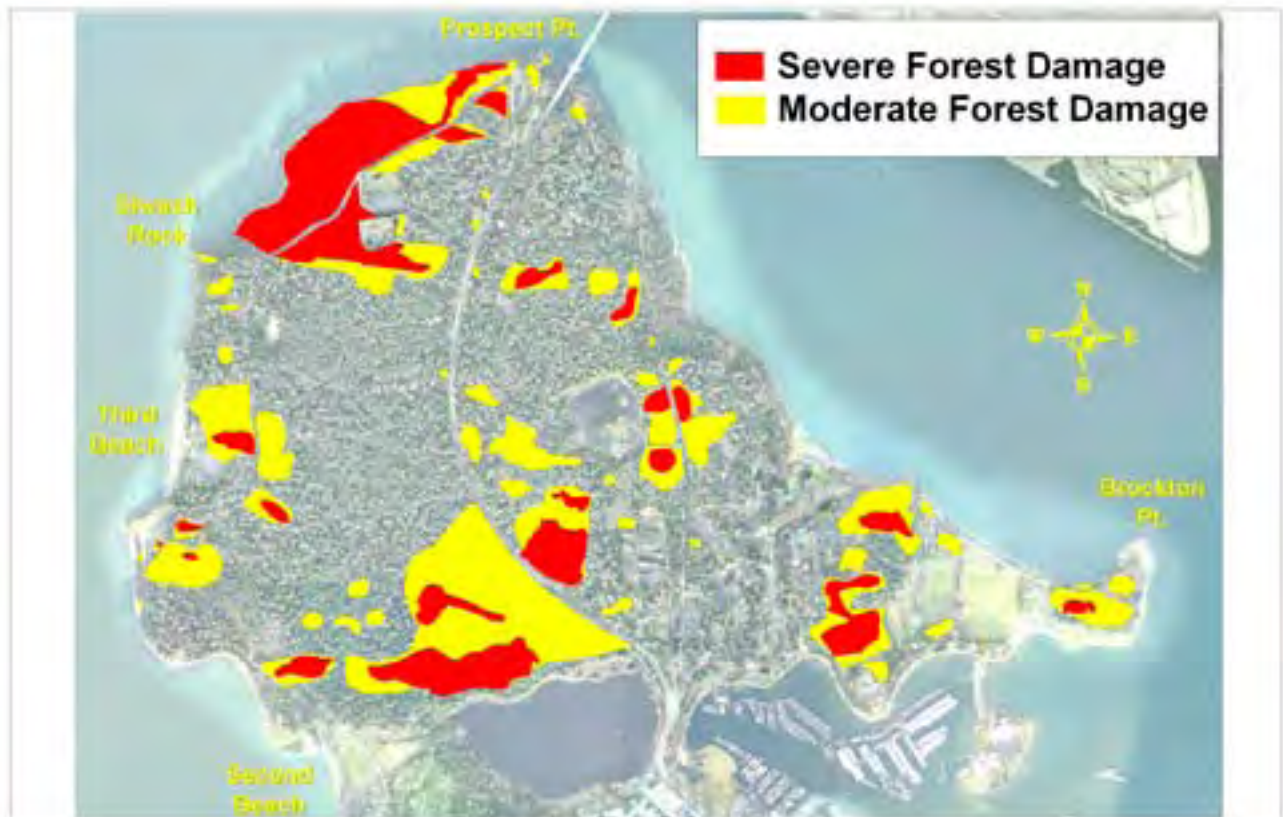 Prospect Pt.
Severe Forest Damage
Moderate Forest Damage
Siwash
Rock
N
W E
S
Third
Beach
Brockton
Pt.
Second
Beach